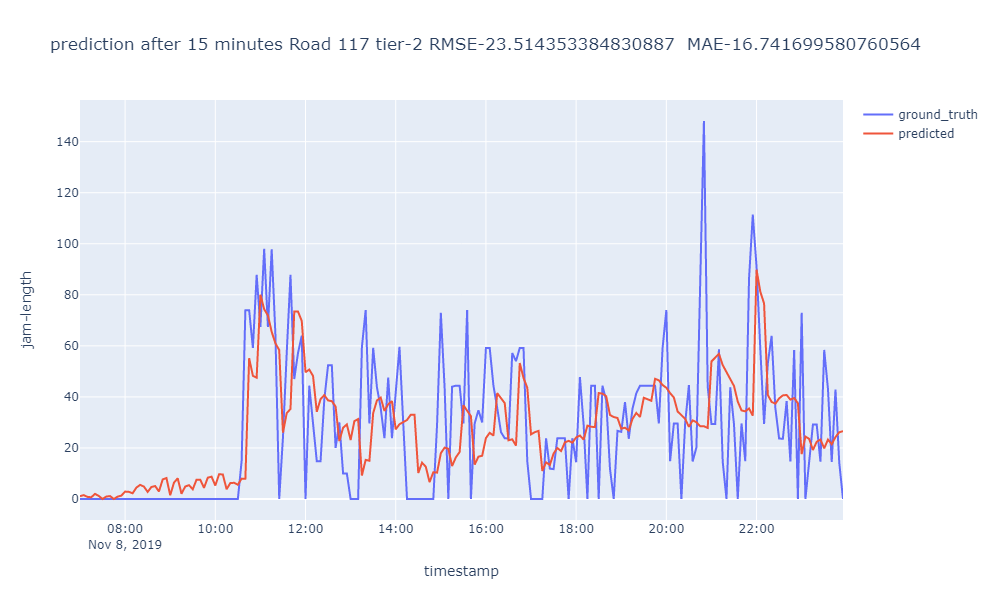 prediction after 15 minutes Road 117 tier-2 RMSE-23.514353384830887 MAE-16.741699580760564
ground_truth
predicted
140
120
100
80
60
40
20
0
jam-length
08:00 10:00 12:00 14:00 16:00 18:00 20:00 22:00
Nov 8, 2019
timestamp